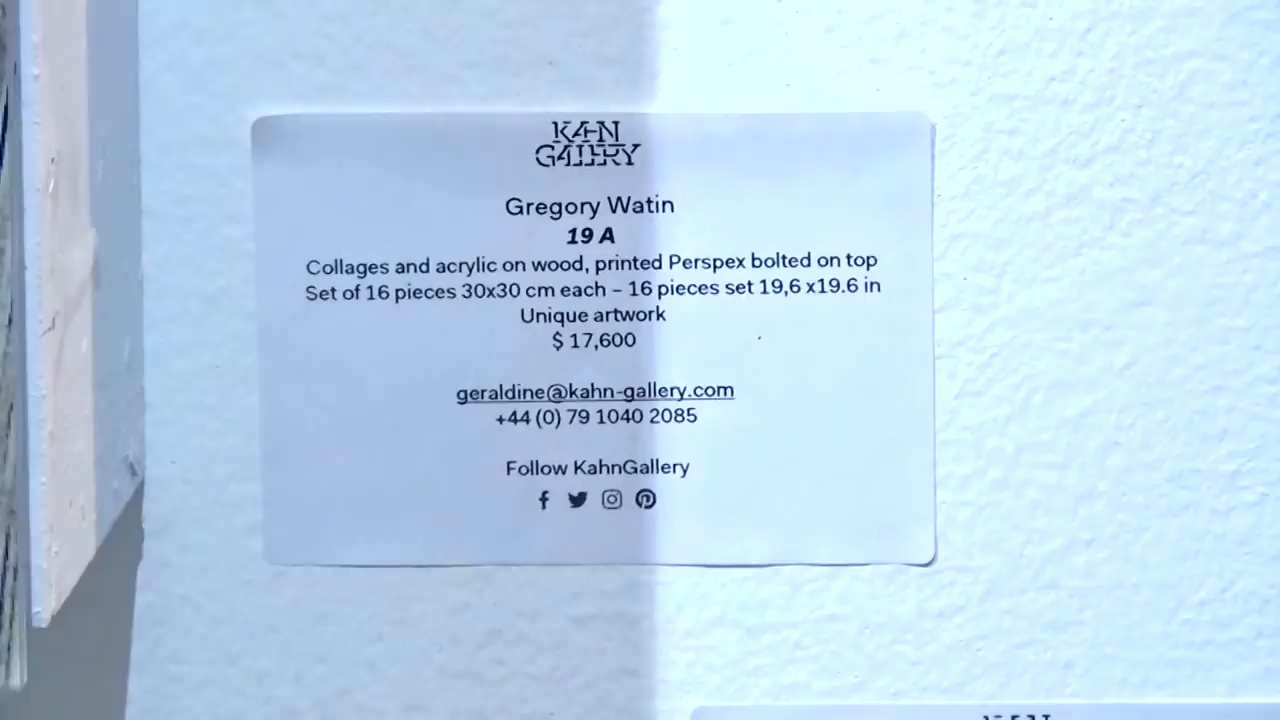 KAHN
GALLERY
Gregory Watin
19 A
Collages and acrylic on wood, printed Perspex bolted on top
Set of 16 pieces 30x30 cm each – 16 pieces set 19,6 x19.6 in
Unique artwork
$ 17,600
geraldine@kahn-gallery.com
+44 (0) 79 1040 2085
Follow KahnGallery